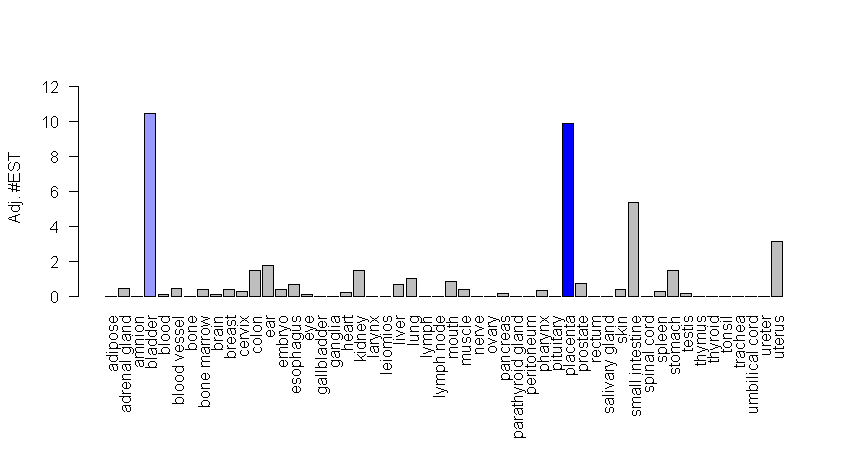 Adj. #EST
12
10
8
6
4
2
0
adipose
adrenal gland
amnion
bladder
blood
blood vessel
bone
bone marrow
brain
breast
cervix
colon
ear
embryo
esophagus
eye
gallbladder
ganglia
heart
kidney
larynx
leiomios
liver
lung
lymph
lymph node
mouth
muscle
nerve
ovary
pancreas
parathyroid gland
peritoneum
pharynx
pituitary
placenta
prostate
rectum
salivary gland
skin
small intestine
spinal cord
spleen
stomach
testis
thymus
thyroid
tonsil
trachea
umbilical cord
ureter
uterus